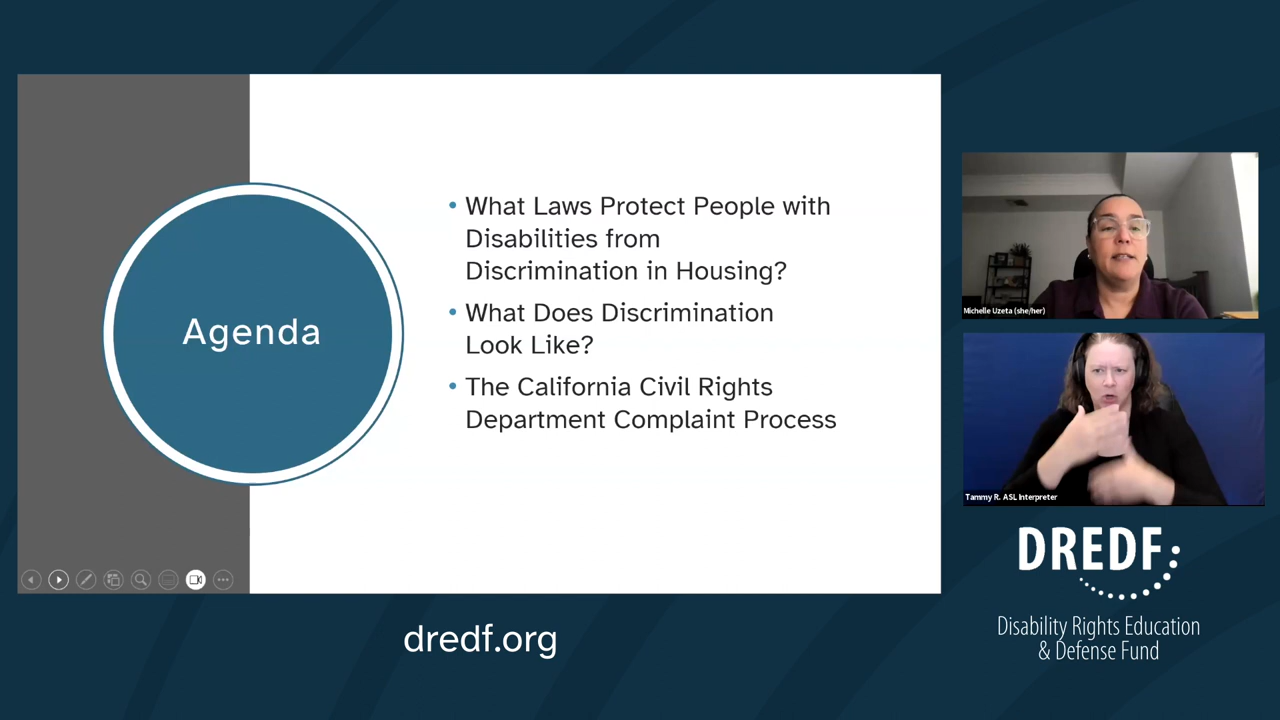 Agenda
• What Laws Protect People with
Disabilities from
Discrimination in Housing?
• What Does Discrimination
Look Like?
• The California Civil Rights
Department Complaint Process
Michelle Uzeta (she/her)
Tammy R. ASL Interpreter
DREDF
Disability Rights Education
& Defense Fund
dredf.org